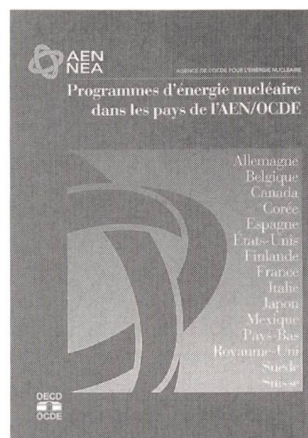 AEN
NEA
AGENCE DE L'OCDE POUR L'ÉNERGIE NUCLÉAIRE
Programmes d'énergie nucléaire
dans les pays de l'AEN/OCDE
Allemagne
Belgique
Canada
Corée
Espagne
États-Unis
Finlande
France
Italie
Japon
Mexique
Pays-Bas
Royaume-Uni
Suède
Suisse
OECD
OCDE